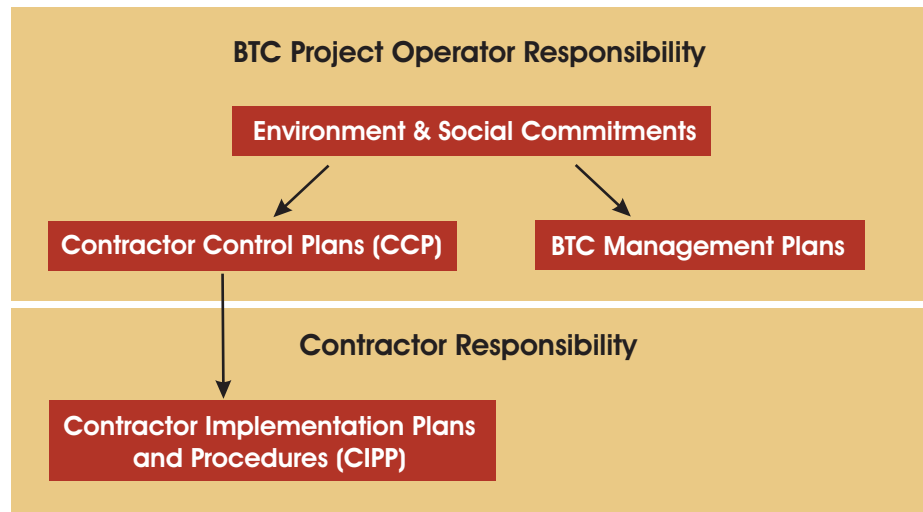 BTC Project Operator Responsibility
Environment & Social Commitments
Contractor Control Plans (CCP)
BTC Management Plans
Contractor Responsibility
Contractor Implementation Plans
and Procedures (CIPP)